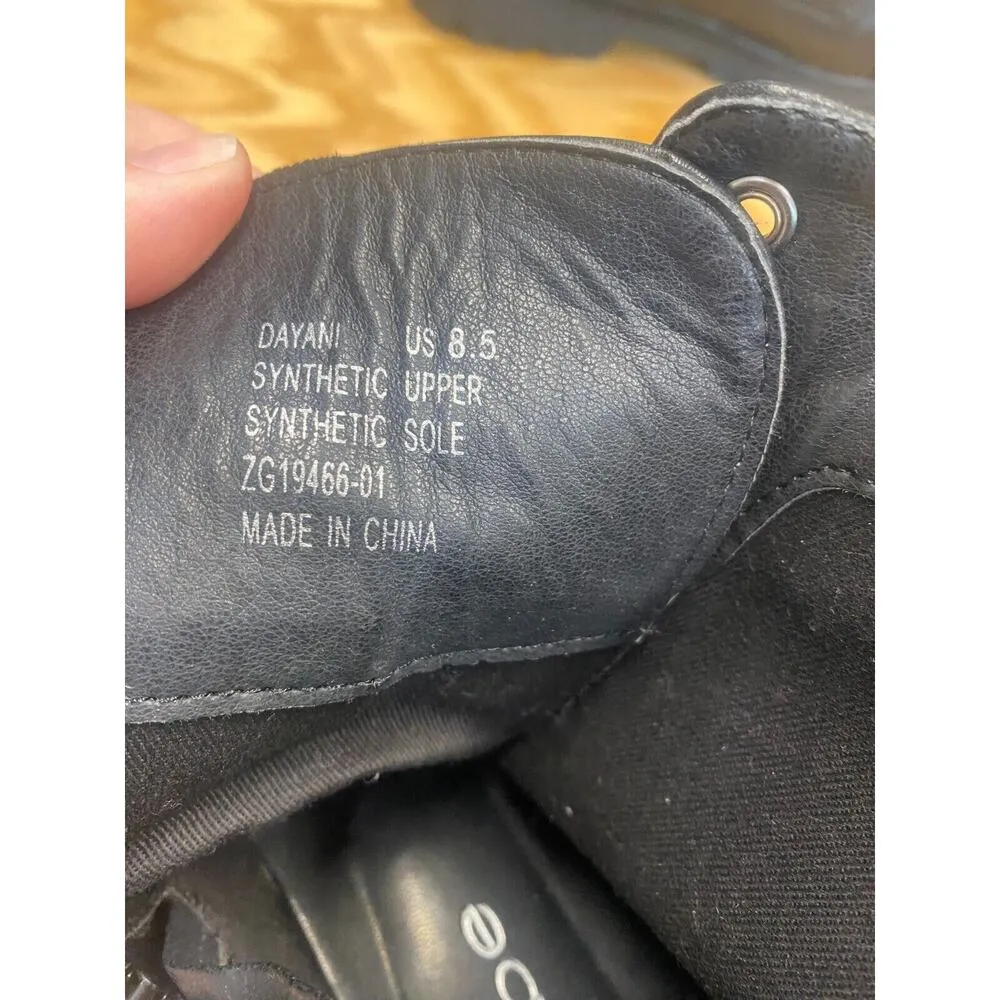 DAYANI US 8.5
SYNTHETIC UPPER
SYNTHETIC SOLE
ZG19466-01
MADE IN CHINA